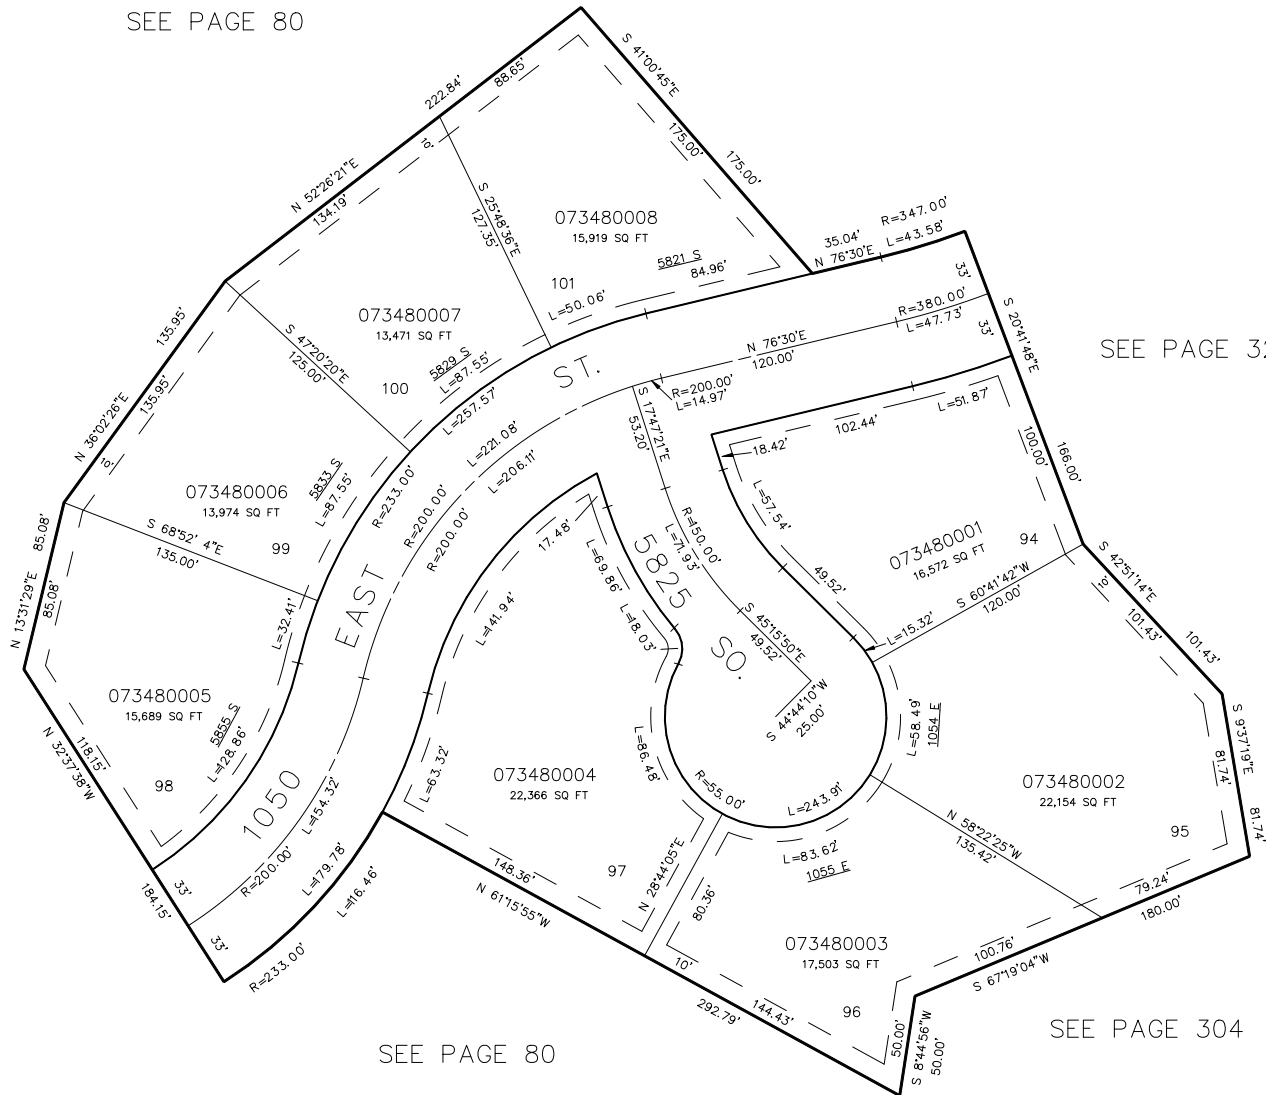 SEE PAGE 80
S 41°00'45"E
222.84'
88.65'
175.00'
175.00'
10'
N 52°26'21"E
134.19'
S 25°48'36"E
127.35'
073480008
15,919 SQ FT
5821 S
84.96'
101
L=50.06'
35.04'
N 76°30'E
R=347.00'
L=43.58'
33'
33'
S 20°41'48"E
R=380.00'
L=47.73'
N 76°30'E
120.00'
SEE PAGE 32
135.95'
135.95'
N 36°02'26"E
10'
S 47°20'20"E
125.00'
073480007
13,471 SQ FT
100
5829 S
L=87.55'
L=257.57'
ST.
R=200.00'
L=14.97'
S 17°47'21"E
53.20'
L=51.87'
102.44'
18.42'
100.00'
166.00'
L=221.08'
L=206.11'
073480006
13,974 SQ FT
99
5833 S
L=87.55'
R=233.00'
R=200.00'
R=200.00'
S 68°52' 4"E
135.00'
85.08'
85.08'
N 13°31'29"E
17.48'
L=69.86'
L=18.03'
5825
SO.
R=150.00'
L=71.93'
L=57.54'
49.52'
073480001
16,572 SQ FT
94
S 60°41'42"W
120.00'
L=15.32'
S 42°51'14"E
10'
101.43'
101.43'
S 45°15'50"E
49.52'
S 44°44'10"W
25.00'
L=32.41'
EAST
L=141.94'
073480005
15,689 SQ FT
5855 S
L=128.86'
98
118.15'
N 32°37'38"W
184.15'
L=58.49'
1054 E
S 9°37'19"E
81.74'
81.74'
L=86.48'
R=55.00'
L=243.91'
L=63.32'
073480004
22,366 SQ FT
97
073480002
22,154 SQ FT
95
N 58°22'25"W
135.42'
1050
L=154.32'
R=200.00'
L=179.78'
L=116.46'
33'
33'
R=233.00'
L=83.62'
1055 E
N 28°44'05"E
80.36'
148.36'
N 61°15'55"W
79.24'
180.00'
073480003
17,503 SQ FT
96
100.76'
S 67°19'04"W
10'
144.43'
292.79'
50.00'
S 8°44'56"W
50.00'
SEE PAGE 304
SEE PAGE 80